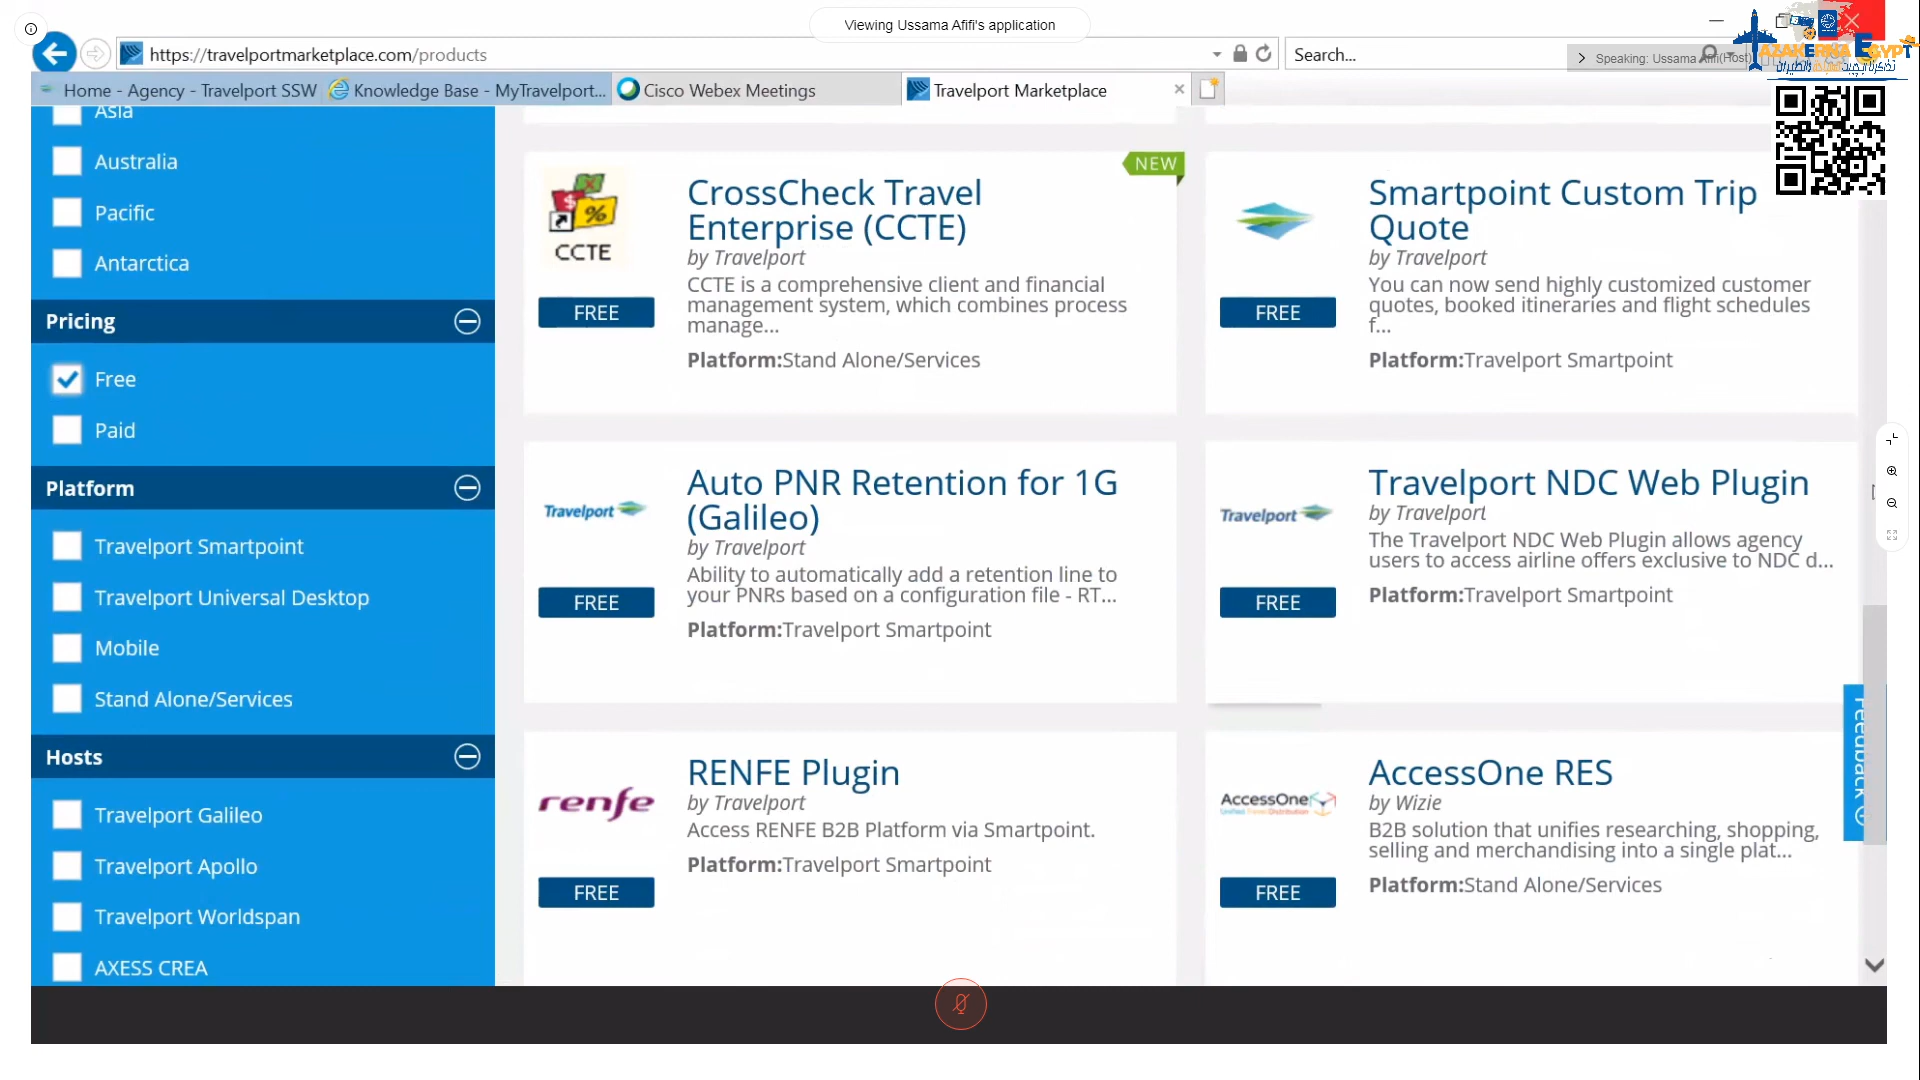 Viewing Ussama Afifi's application
https://travelportmarketplace.com/products
Search...
Speaking: Ussama Afifi(Host)
EGYPT
Home - Agency - Travelport SSW
Knowledge Base - MyTravelport...
Cisco Webex Meetings
Travelport Marketplace
Asia
Australia
Pacific
Antarctica
Pricing
Free
Paid
Platform
Travelport Smartpoint
Travelport Universal Desktop
Mobile
Stand Alone/Services
Hosts
Travelport Galileo
Travelport Apollo
Travelport Worldspan
AXESS CREA
NEW
CCTE
FREE
CrossCheck Travel
Enterprise (CCTE)
by Travelport
CCTE is a comprehensive client and financial
management system, which combines process
manage...
Platform:Stand Alone/Services
FREE
Smartpoint Custom Trip
Quote
by Travelport
You can now send highly customized customer
quotes, booked itineraries and flight schedules
f...
Platform:Travelport Smartpoint
Travelport
FREE
Auto PNR Retention for 1G
(Galileo)
by Travelport
Ability to automatically add a retention line to
your PNRs based on a configuration file - RT...
Platform:Travelport Smartpoint
Travelport
FREE
Travelport NDC Web Plugin
by Travelport
The Travelport NDC Web Plugin allows agency
users to access airline offers exclusive to NDC d...
Platform:Travelport Smartpoint
renfe
FREE
RENFE Plugin
by Travelport
Access RENFE B2B Platform via Smartpoint.
Platform:Travelport Smartpoint
AccessOne
FREE
AccessOne RES
by Wizie
B2B solution that unifies researching, shopping,
selling and merchandising into a single plat...
Platform:Stand Alone/Services
Feedback